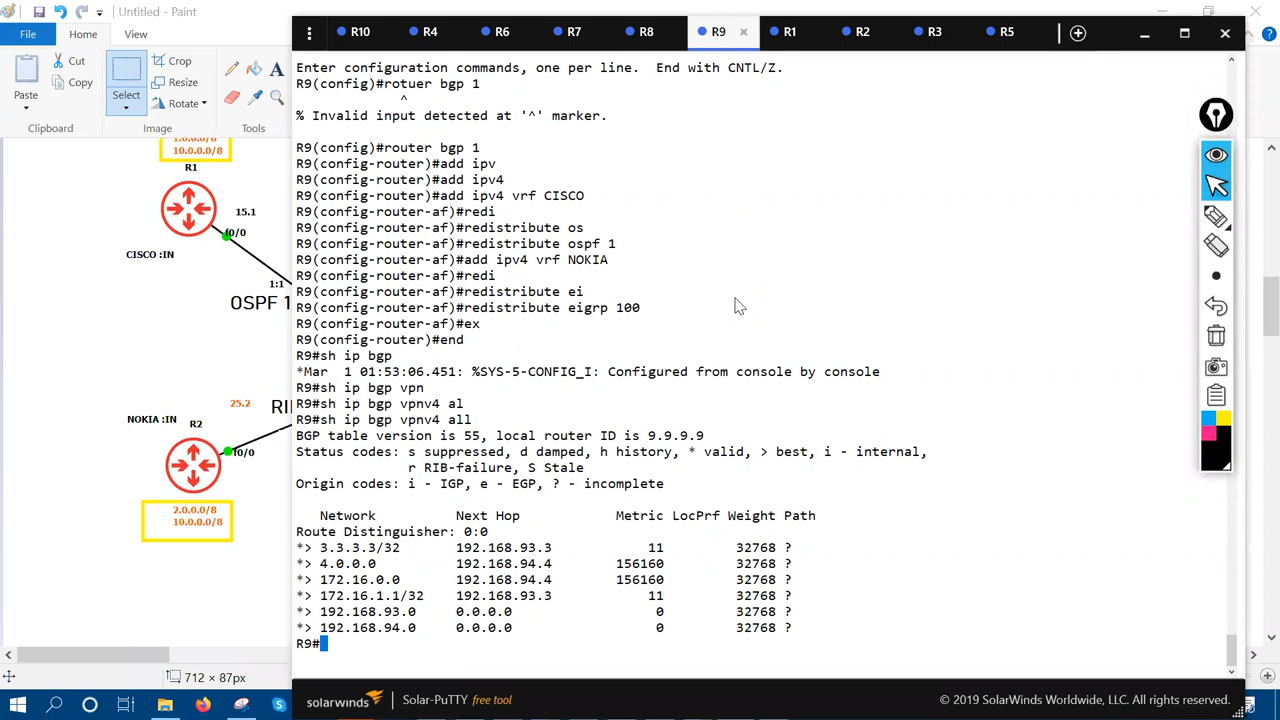 Untitled - Paint
File
Home
View
Paste
Cut
Copy
Clipboard
Select
Crop
Resize
Rotate
Image
A
Tools
1.0.0.0/8
10.0.0.0/8
R1
15.1
f0/0
CISCO :IN
1:1
OSPF 1
25.2
RI
NOKIA :IN
R2
f0/0
2.0.0.0/8
10.0.0.0/8
712 × 87px
R10
R4
R6
R7
R8
R9
R1
R2
R3
R5
Enter configuration commands, one per line. End with CNTL/Z.
R9(config)#rotuer bgp 1
^
% Invalid input detected at '^' marker.
R9(config)#router bgp 1
R9(config-router)#add ipv
R9(config-router)#add ipv4
R9(config-router)#add ipv4 vrf CISCO
R9(config-router-af)#redi
R9(config-router-af)#redistribute os
R9(config-router-af)#redistribute ospf 1
R9(config-router-af)#add ipv4 vrf NOKIA
R9(config-router-af)#redi
R9(config-router-af)#redistribute ei
R9(config-router-af)#redistribute eigrp 100
R9(config-router-af)#ex
R9(config-router)#end
R9#sh ip bgp
*Mar 1 01:53:06.451: %SYS-5-CONFIG_I: Configured from console by console
R9#sh ip bgp vpn
R9#sh ip bgp vpnv4 al
R9#sh ip bgp vpnv4 all
BGP table version is 55, local router ID is 9.9.9.9
Status codes: s suppressed, d damped, h history, * valid, > best, i - internal,
r RIB-failure, S Stale
Origin codes: i - IGP, e - EGP, ? - incomplete
Network Next Hop Metric LocPrf Weight Path
Route Distinguisher: 0:0
*> 3.3.3.3/32 192.168.93.3 11 32768 ?
*> 4.0.0.0 192.168.94.4 156160 32768 ?
*> 172.16.0.0 192.168.94.4 156160 32768 ?
*> 172.16.1.1/32 192.168.93.3 11 32768 ?
*> 192.168.93.0 0.0.0.0 0 32768 ?
*> 192.168.94.0 0.0.0.0 0 32768 ?
R9#
solarwinds Solar-PuTTY free tool
© 2019 SolarWinds Worldwide, LLC. All rights reserved.